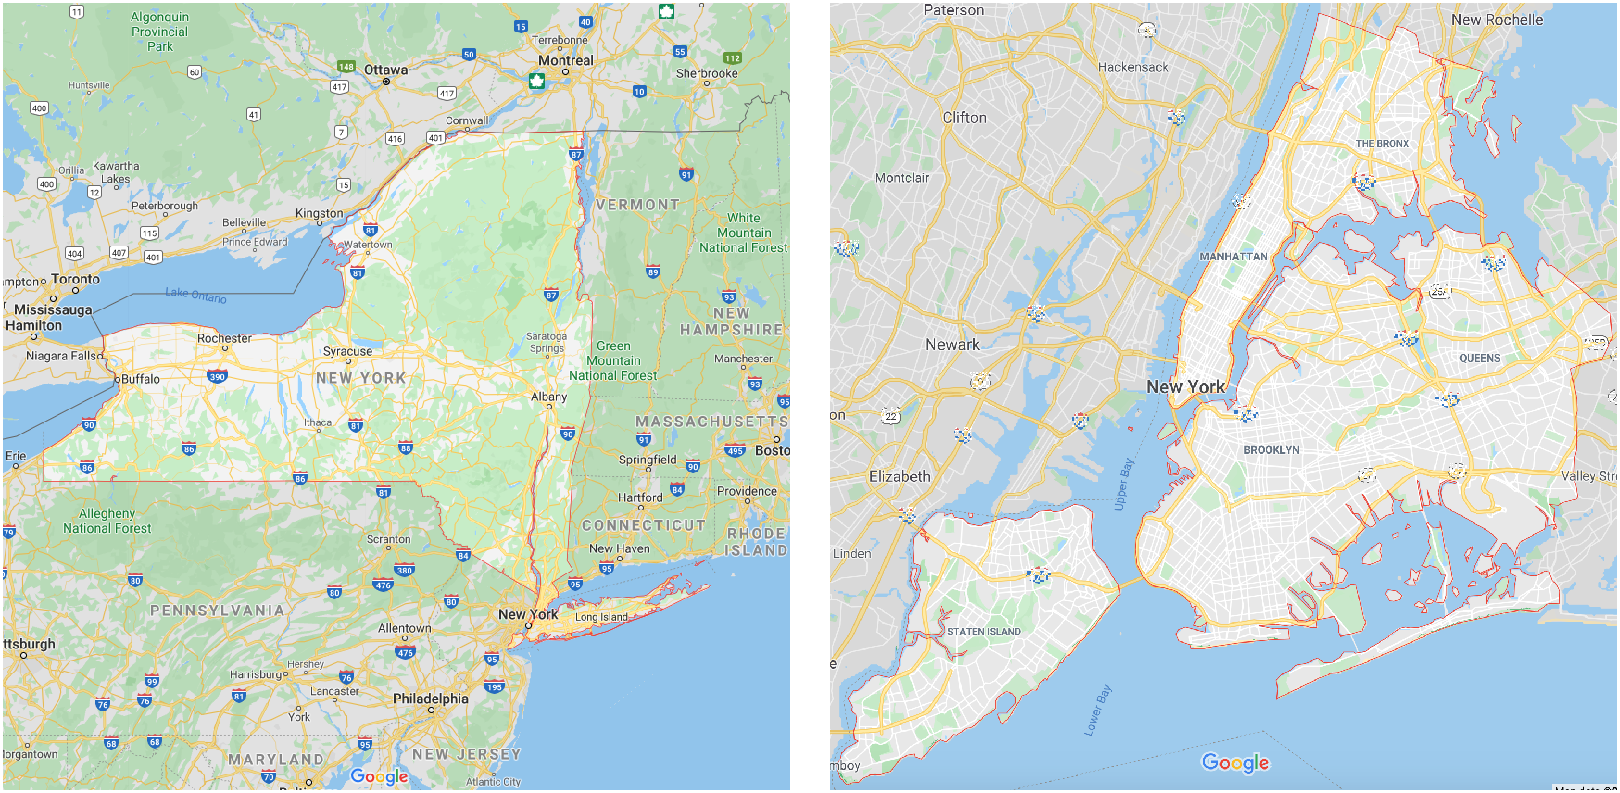 11
Algonquin
Provincial
Park
15
40
Terrebonne
50
148
55
112
Montreal
Ottawa
Sherbrooke
60
Huntsville
417
417
10
400
41
Cornwall
7
416
401
87
Orillia
Kawartha
Lakes
91
400
12
15
VERMONT
Peterborough
Kingston
White
Mountain
National Forest
Belleville
81
115
Prince Edward
Watertown
404
407
401
81
89
Toronto
Lake Ontario
87
93
Mississauga
Hamilton
NEW
HAMPSHIRE
Rochester
Saratoga
Springs
Green
Mountain
National Forest
Niagara Falls
Syracuse
Manchester
Buffalo
390
NEW YORK
93
Albany
95
90
Ithaca
81
90
MASSACHUSETTS
86
88
91
495
Bosto
Erie
86
Springfield
90
86
81
84
Providence
Hartford
Allegheny
National Forest
CONNECTICUT
79
Scranton
RHODE
ISLAND
84
New Haven
380
95
80
476
95
80
80
PENNSYLVANIA
New York
Long Island
Allentown
ttsburgh
476
95
Hershey
Harrisburg
76
99
195
Lancaster
81
76
76
Philadelphia
York
68
68
95
Morgantown
NEW JERSEY
MARYLAND
70
Google
Atlantic City
Paterson
New Rochelle
Hackensack
Clifton
THE BRONX
Montclair
MANHATTAN
25A
Newark
QUEENS
New York
on
22
BROOKLYN
Elizabeth
Upper Bay
Valley Stre
Linden
STATEN ISLAND
e
Lower Bay
mboy
Google